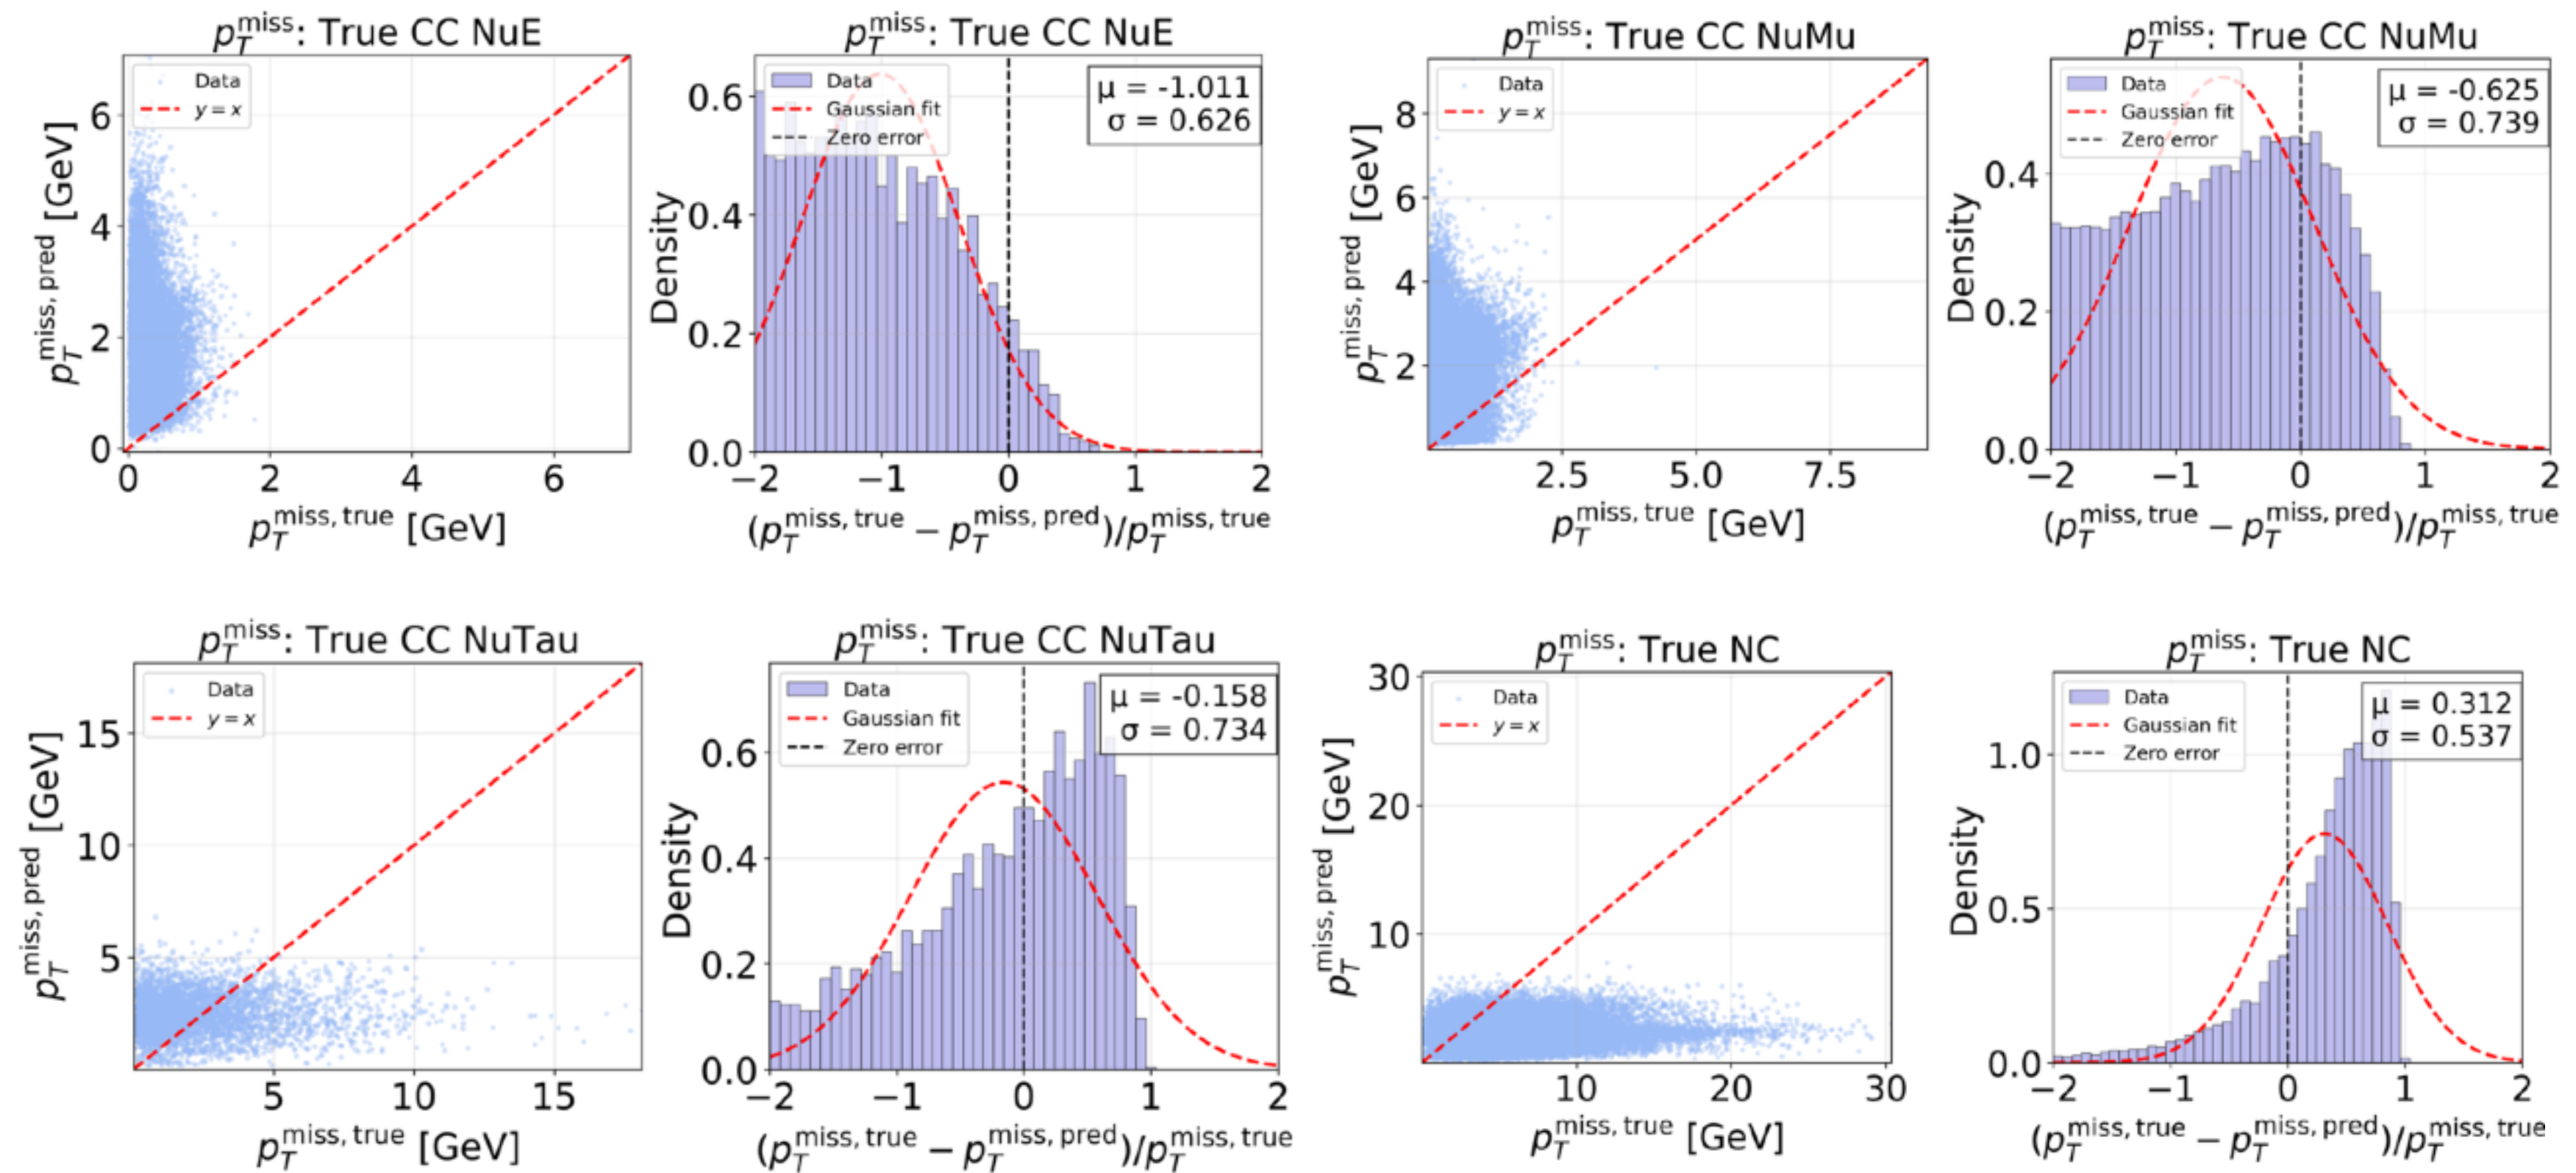 p_T^miss: True CC NuE
Data
y = x
6
4
2
0
0 2 4 6
p_T^miss, pred [GeV]
p_T^miss, true [GeV]
p_T^miss: True CC NuE
Data
Gaussian fit
Zero error
μ = -1.011
σ = 0.626
0.6
0.4
0.2
0.0
−2 −1 0 1 2
Density
(p_T^miss, true − p_T^miss, pred)/p_T^miss, true
p_T^miss: True CC NuMu
Data
y = x
8
6
4
2
2.5 5.0 7.5
p_T^miss, pred [GeV]
p_T^miss, true [GeV]
p_T^miss: True CC NuMu
Data
Gaussian fit
Zero error
μ = -0.625
σ = 0.739
0.4
0.2
0.0
−2 −1 0 1 2
Density
(p_T^miss, true − p_T^miss, pred)/p_T^miss, true
p_T^miss: True CC NuTau
Data
y = x
15
10
5
5 10 15
p_T^miss, pred [GeV]
p_T^miss, true [GeV]
p_T^miss: True CC NuTau
Data
Gaussian fit
Zero error
μ = -0.158
σ = 0.734
0.6
0.4
0.2
0.0
−2 −1 0 1 2
Density
(p_T^miss, true − p_T^miss, pred)/p_T^miss, true
p_T^miss: True NC
Data
y = x
30
20
10
10 20 30
p_T^miss, pred [GeV]
p_T^miss, true [GeV]
p_T^miss: True NC
Data
Gaussian fit
Zero error
μ = 0.312
σ = 0.537
1.0
0.5
0.0
−2 −1 0 1 2
Density
(p_T^miss, true − p_T^miss, pred)/p_T^miss, true